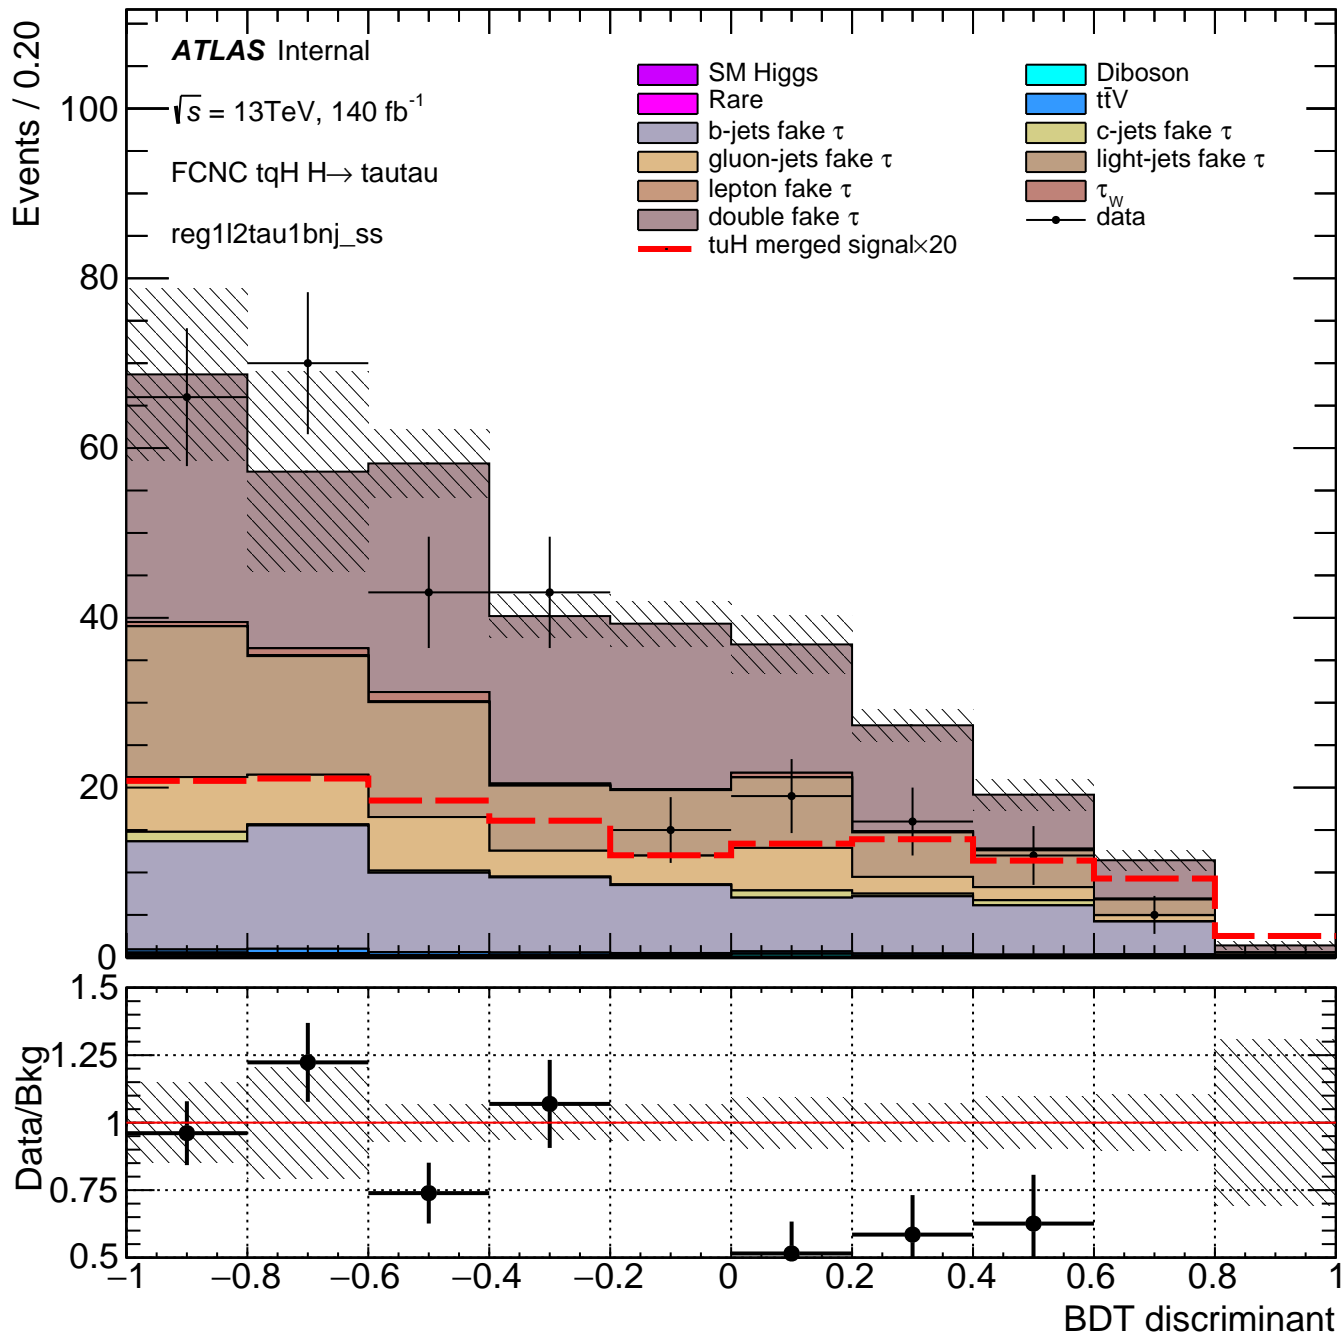 Events / 0.20
100
80
60
40
20
0
ATLAS Internal
√s = 13TeV, 140 fb⁻¹
FCNC tqH H→ tautau
reg1l2tau1bnj_ss
SM Higgs
Rare
b-jets fake τ
gluon-jets fake τ
lepton fake τ
double fake τ
tuH merged signal×20
Diboson
tt̄V
c-jets fake τ
light-jets fake τ
τ_W
data
Data/Bkg
1.5
1.25
1
0.75
0.5
−1 −0.8 −0.6 −0.4 −0.2 0 0.2 0.4 0.6 0.8 1
BDT discriminant